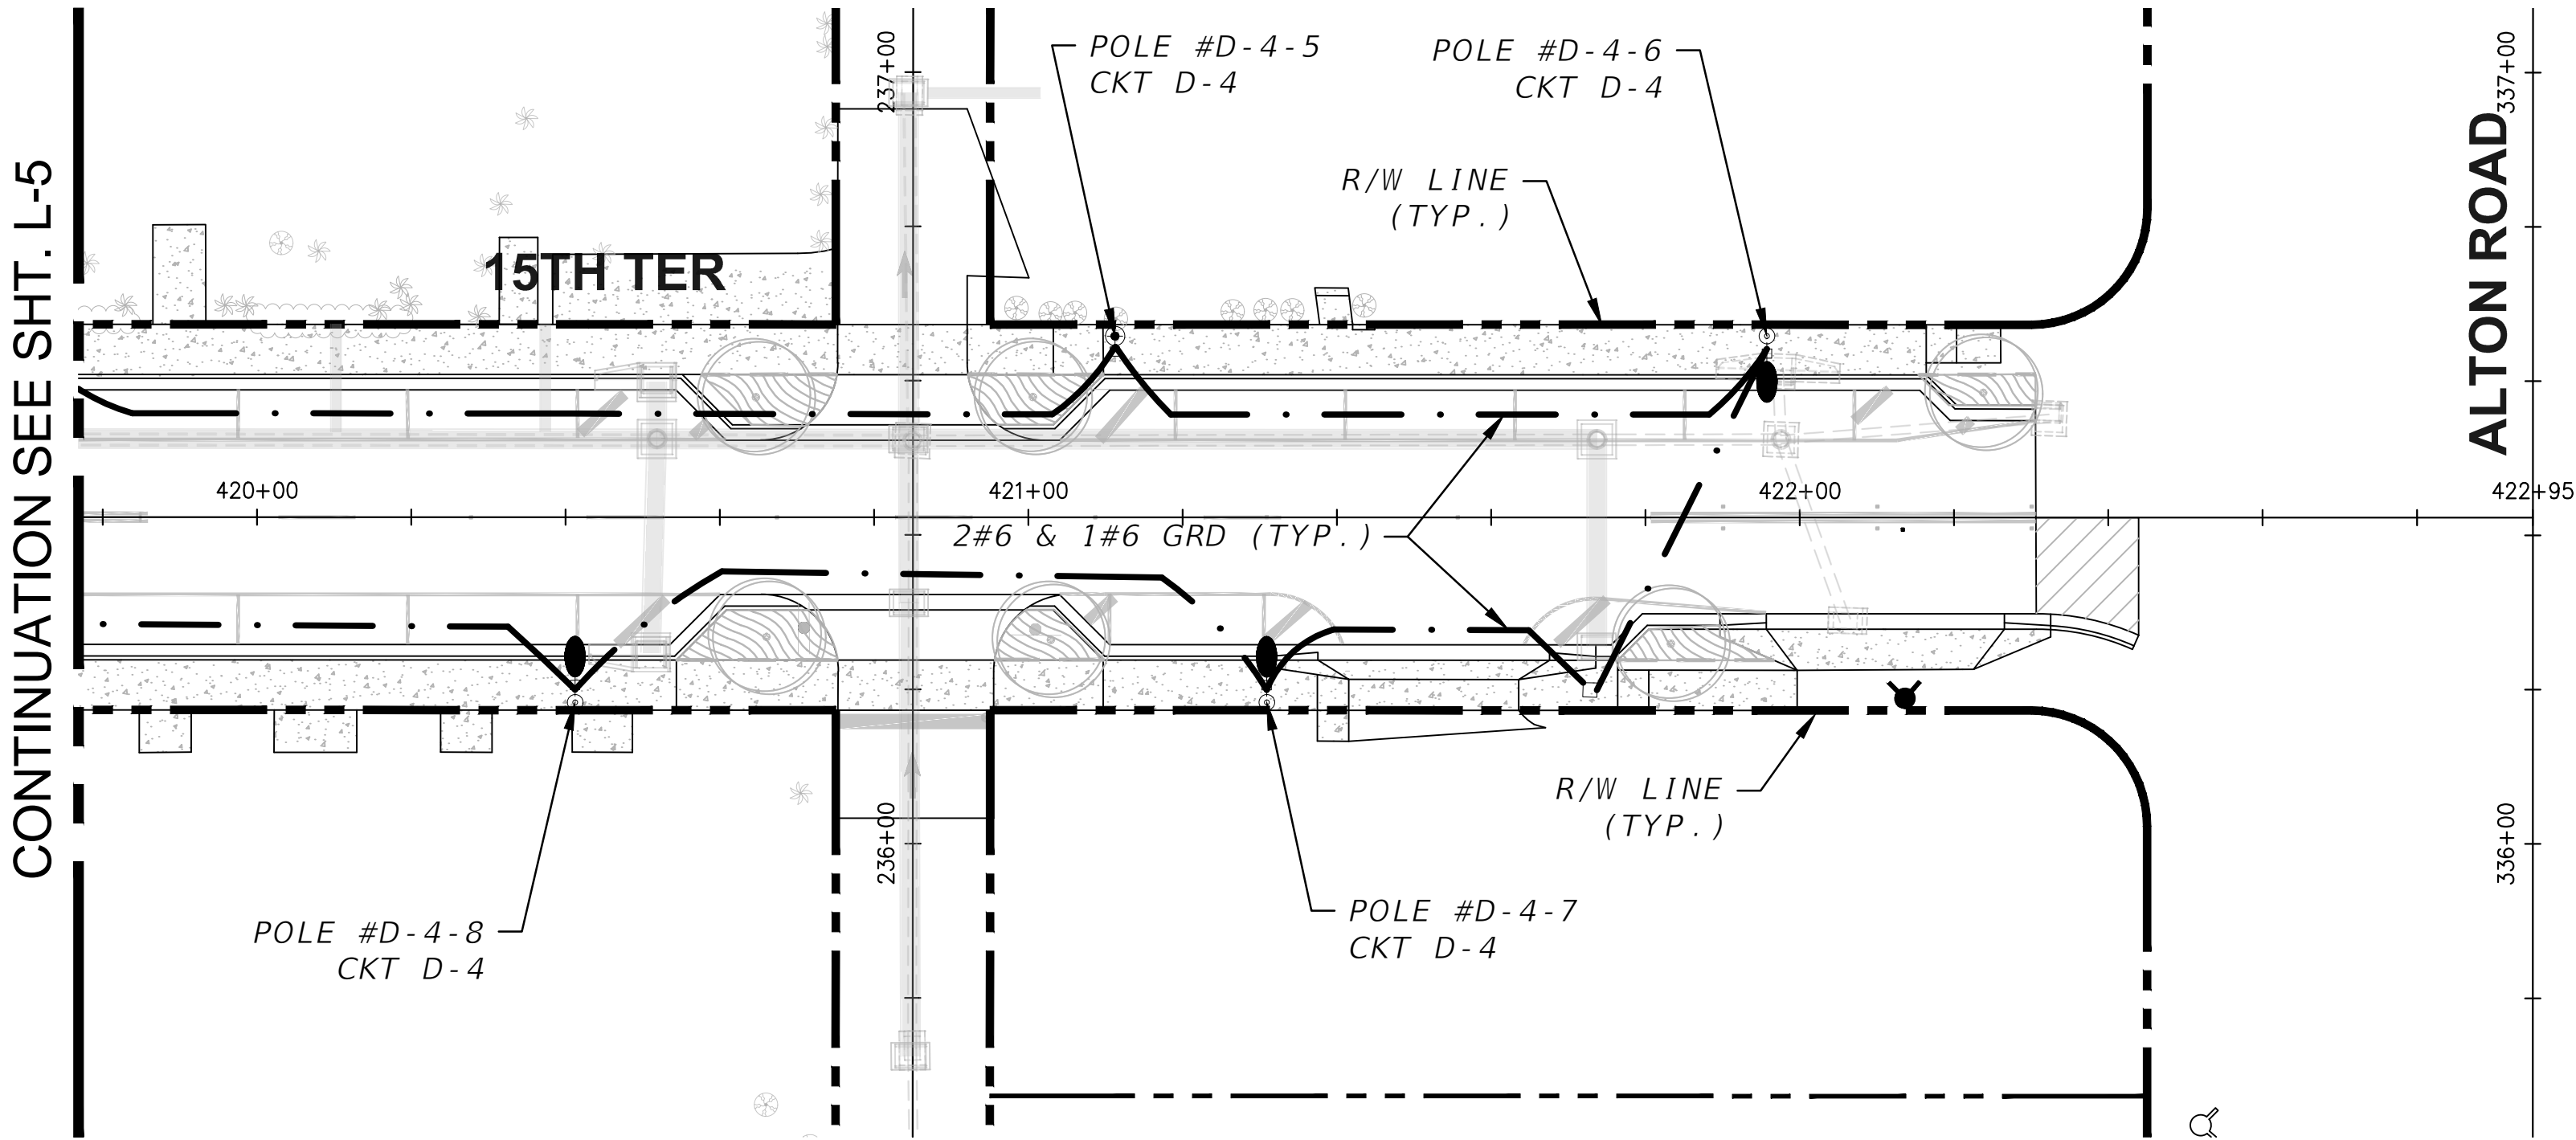 CONTINUATION SEE SHT. L-5
15TH TER
237+00
POLE #D-4-5
CKT D-4
POLE #D-4-6
CKT D-4
R/W LINE
(TYP.)
337+00
ALTON ROAD
420+00
421+00
422+00
422+95
2#6 & 1#6 GRD (TYP.)
236+00
R/W LINE
(TYP.)
336+00
POLE #D-4-8
CKT D-4
POLE #D-4-7
CKT D-4